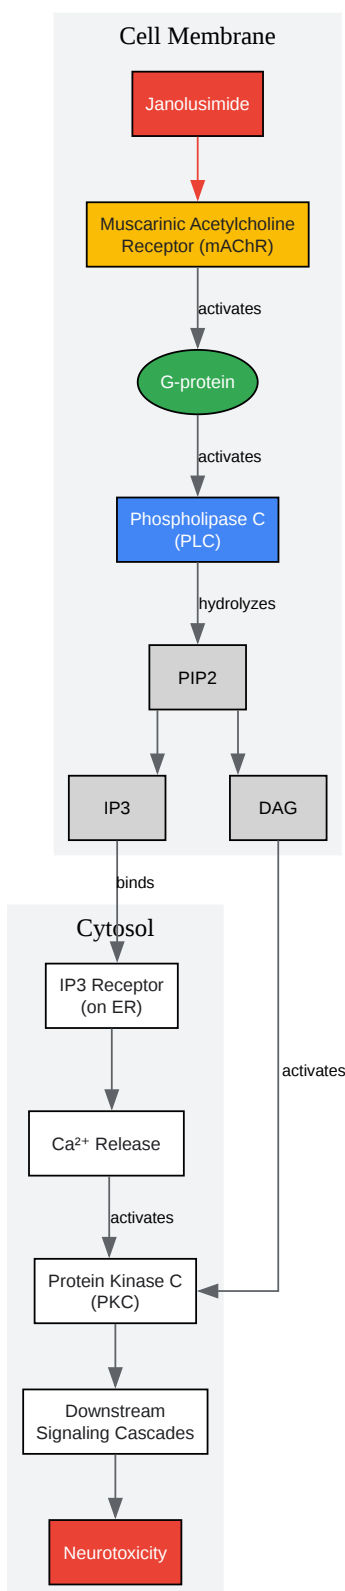 Cell Membrane
Janolusimide
Muscarinic Acetylcholine
Receptor (mAChR)
activates
G-protein
activates
Phospholipase C
(PLC)
hydrolyzes
PIP2
IP3
DAG
binds
Cytosol
IP3 Receptor
(on ER)
activates
Ca²⁺ Release
activates
Protein Kinase C
(PKC)
Downstream
Signaling Cascades
Neurotoxicity